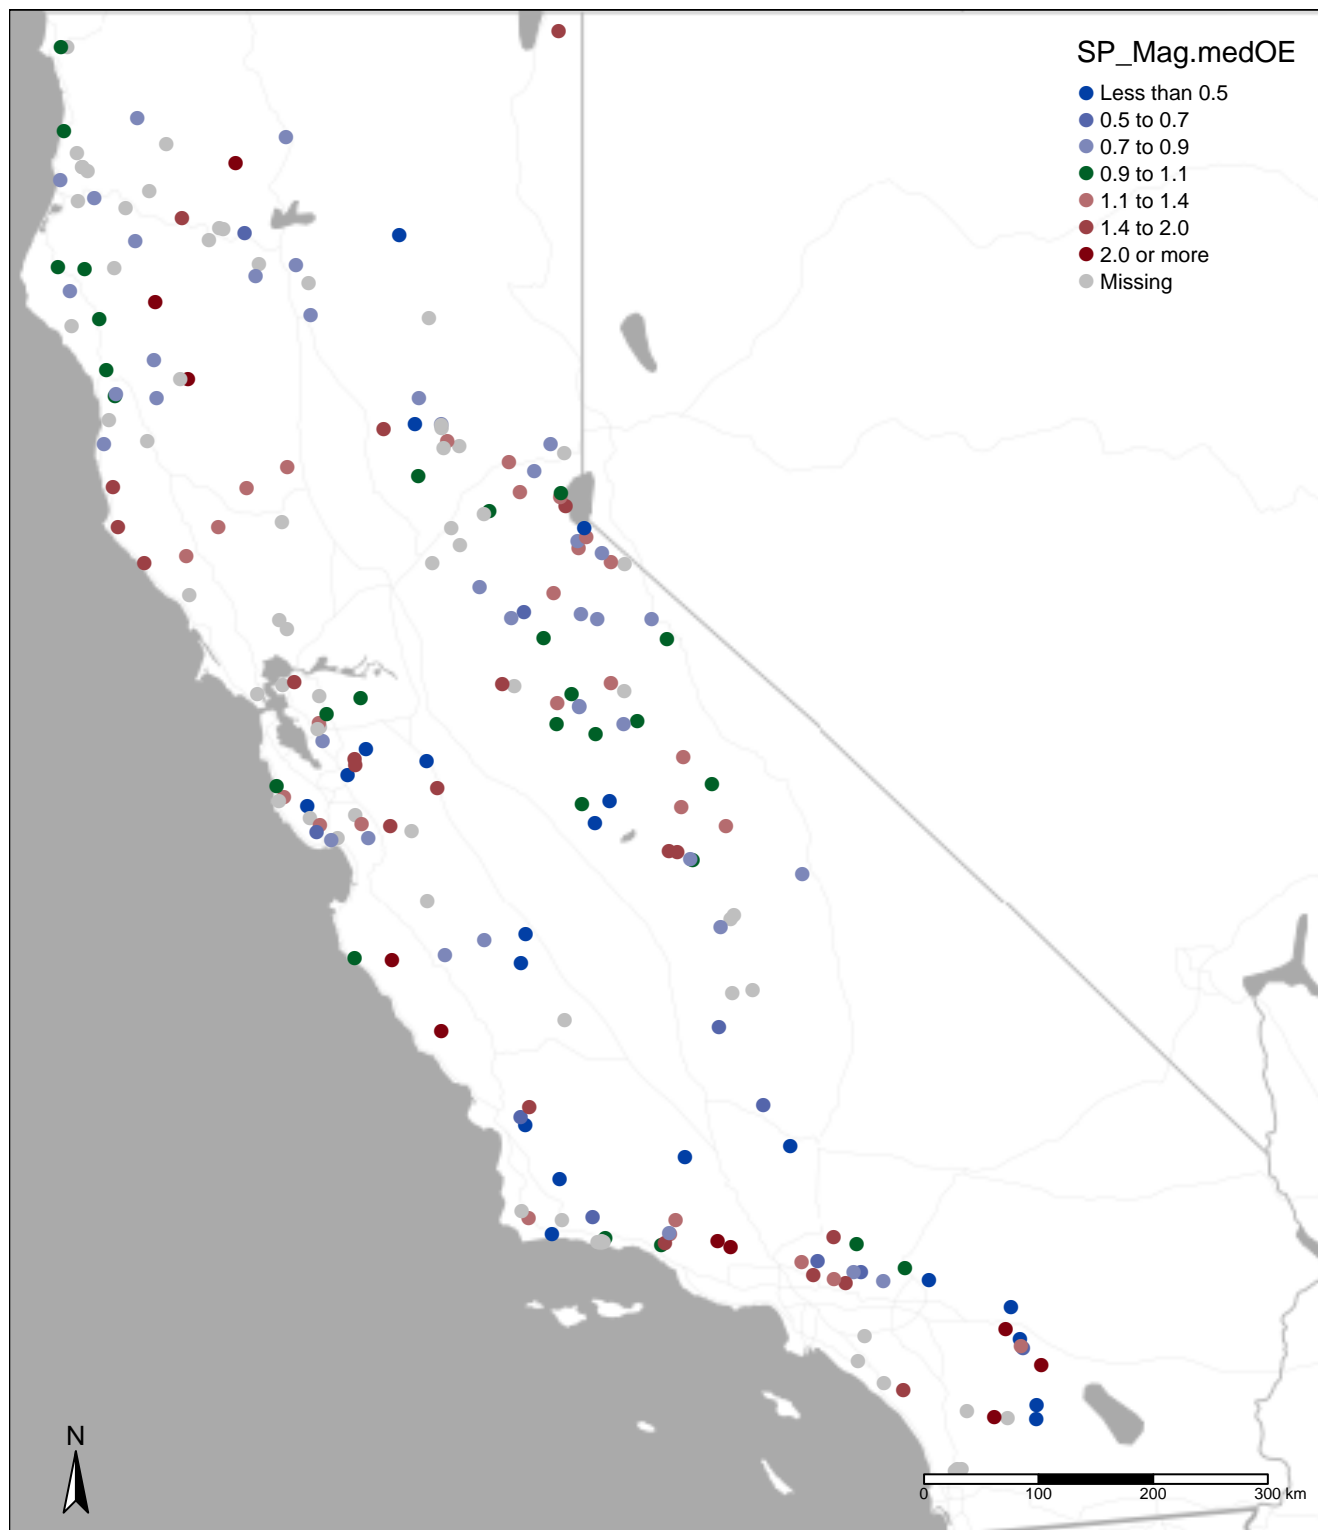 SP_Mag.medOE
Less than 0.5
0.5 to 0.7
0.7 to 0.9
0.9 to 1.1
1.1 to 1.4
1.4 to 2.0
2.0 or more
Missing
N
0 100 200 300 km